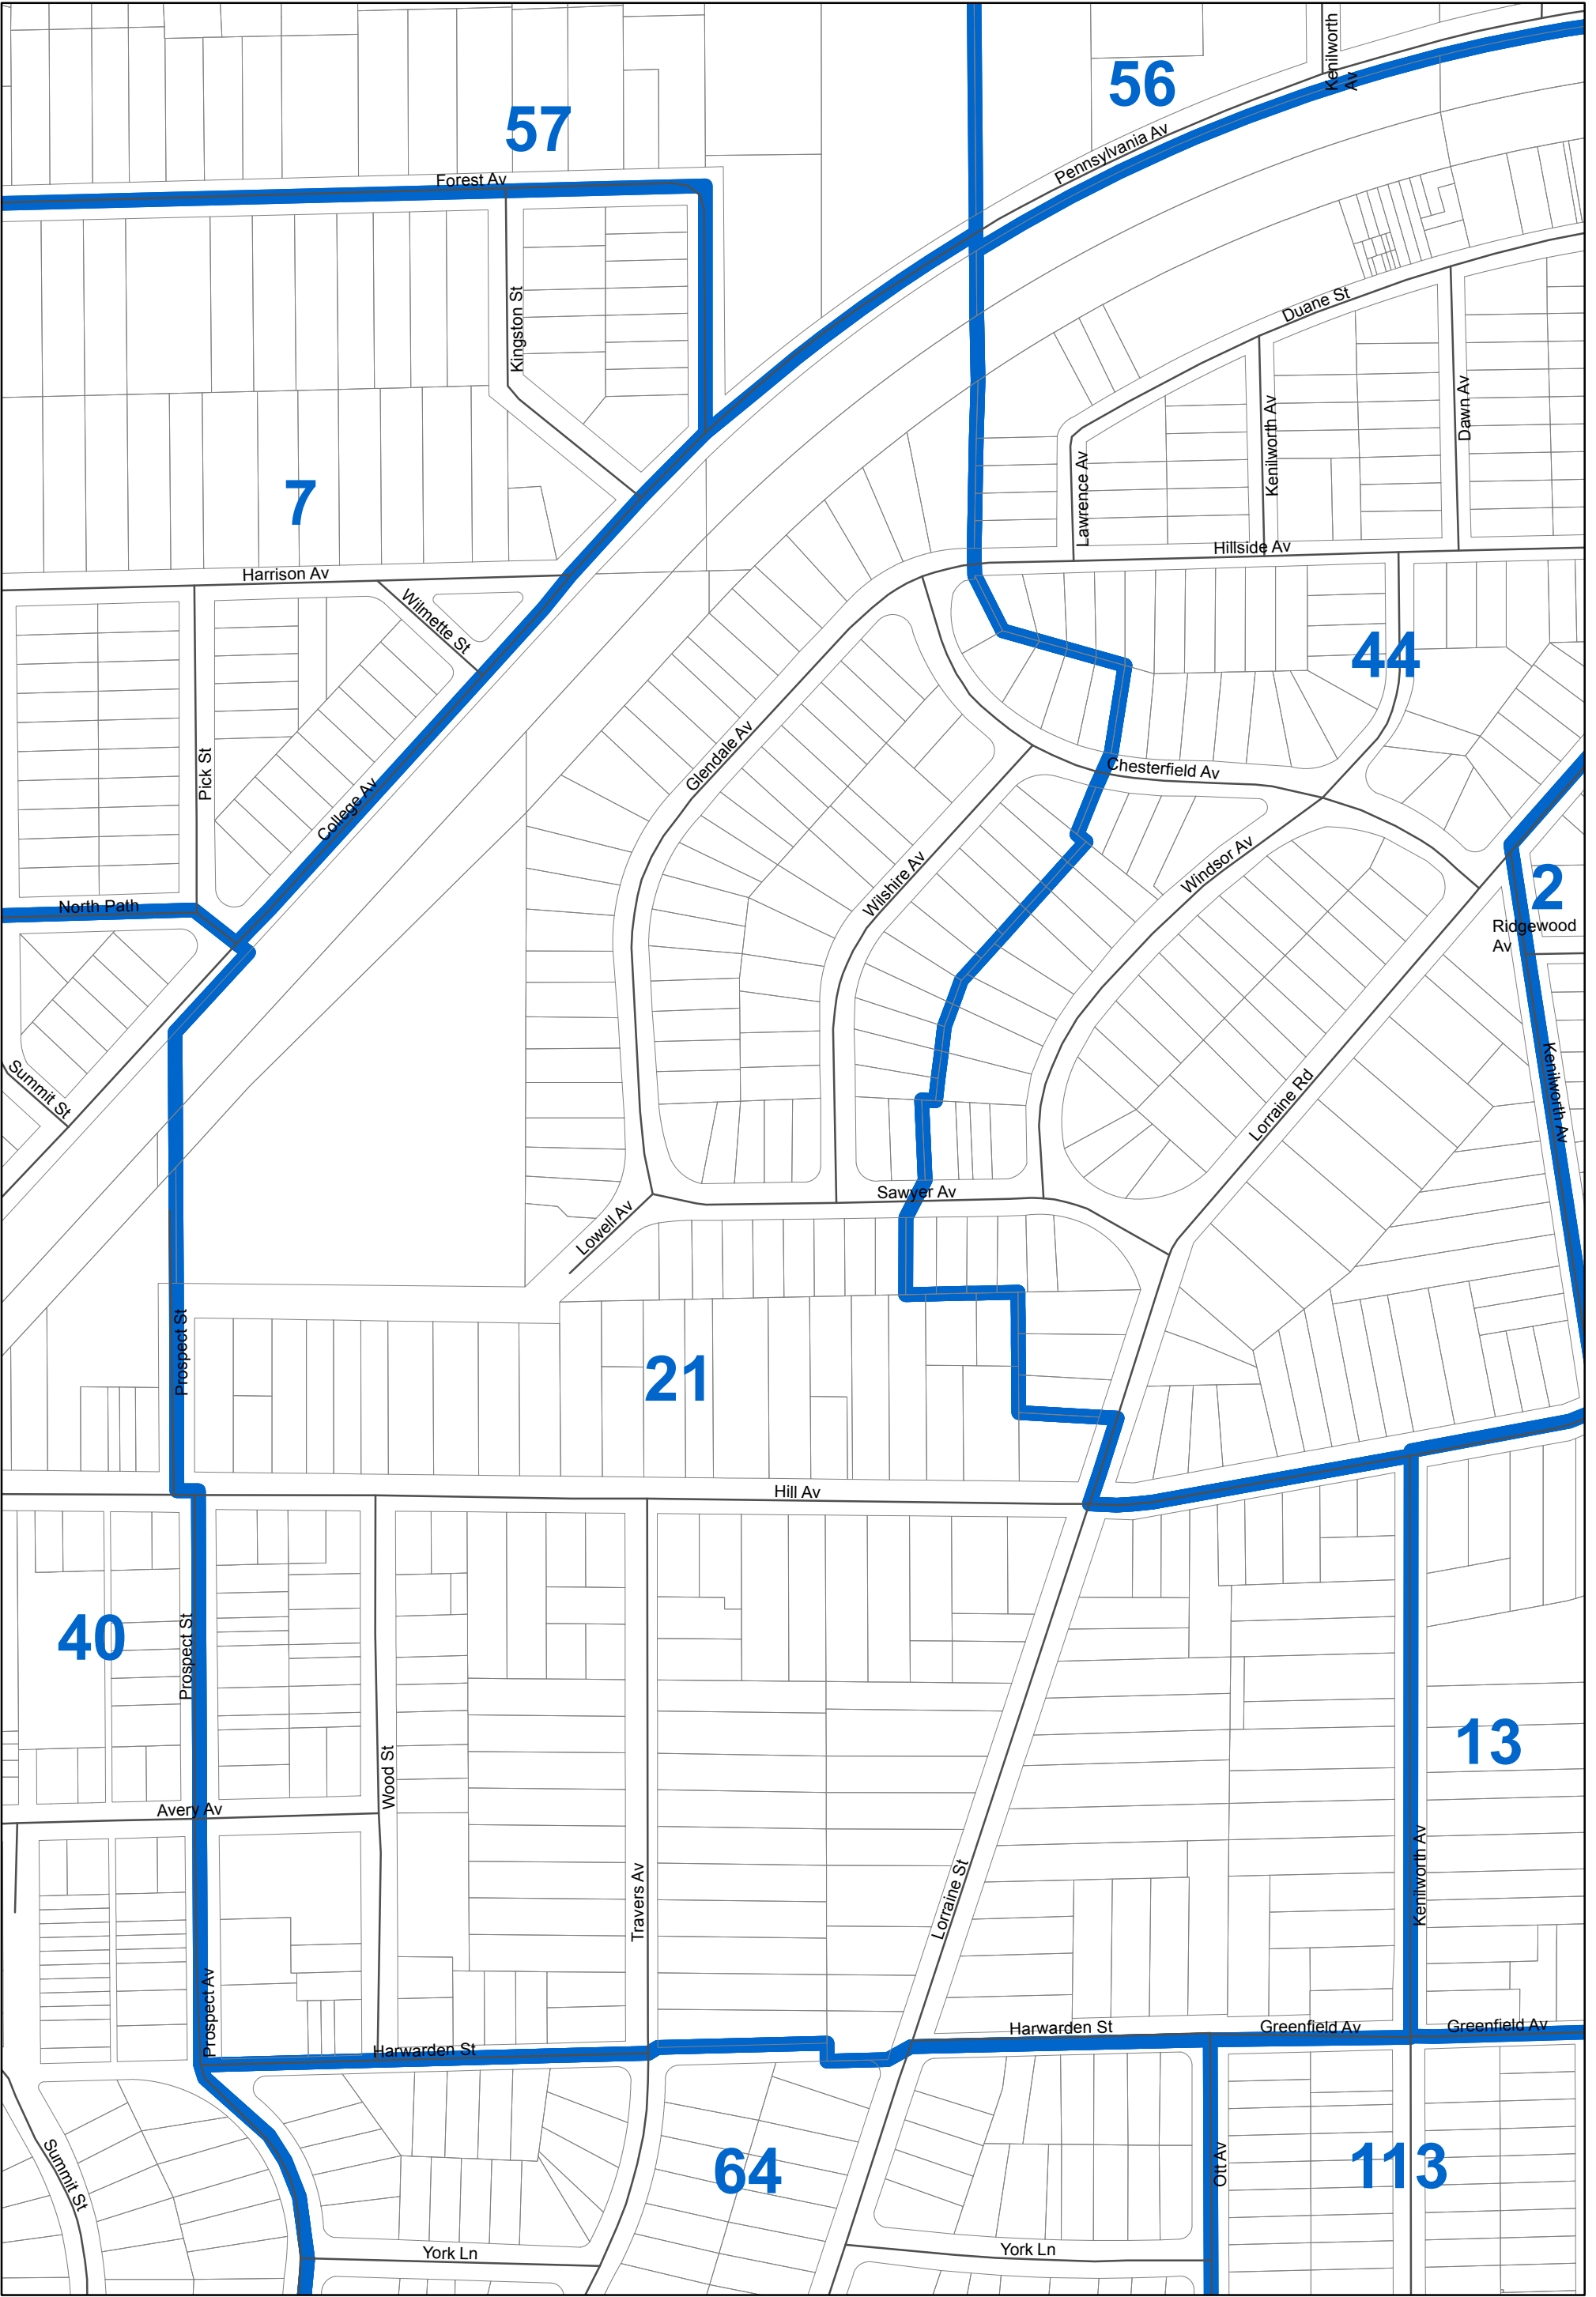 Kenilworth
Av
56
57
Pennsylvania Av
Forest Av
Kingston St
Duane St
Dawn Av
Kenilworth Av
Lawrence Av
7
Hillside Av
Harrison Av
Wilmette St
44
Glendale Av
Pick St
Chesterfield Av
College Av
Windsor Av
Wilshire Av
2
North Path
Ridgewood
Av
Summit St
Lorraine Rd
Kenilworth Av
Sawyer Av
Lowell Av
Prospect St
21
Hill Av
40
Prospect St
13
Wood St
Avery Av
Travers Av
Lorraine St
Kenilworth Av
Prospect Av
Harwarden St
Greenfield Av
Greenfield Av
Harwarden St
Summit St
64
Ott Av
113
York Ln
York Ln